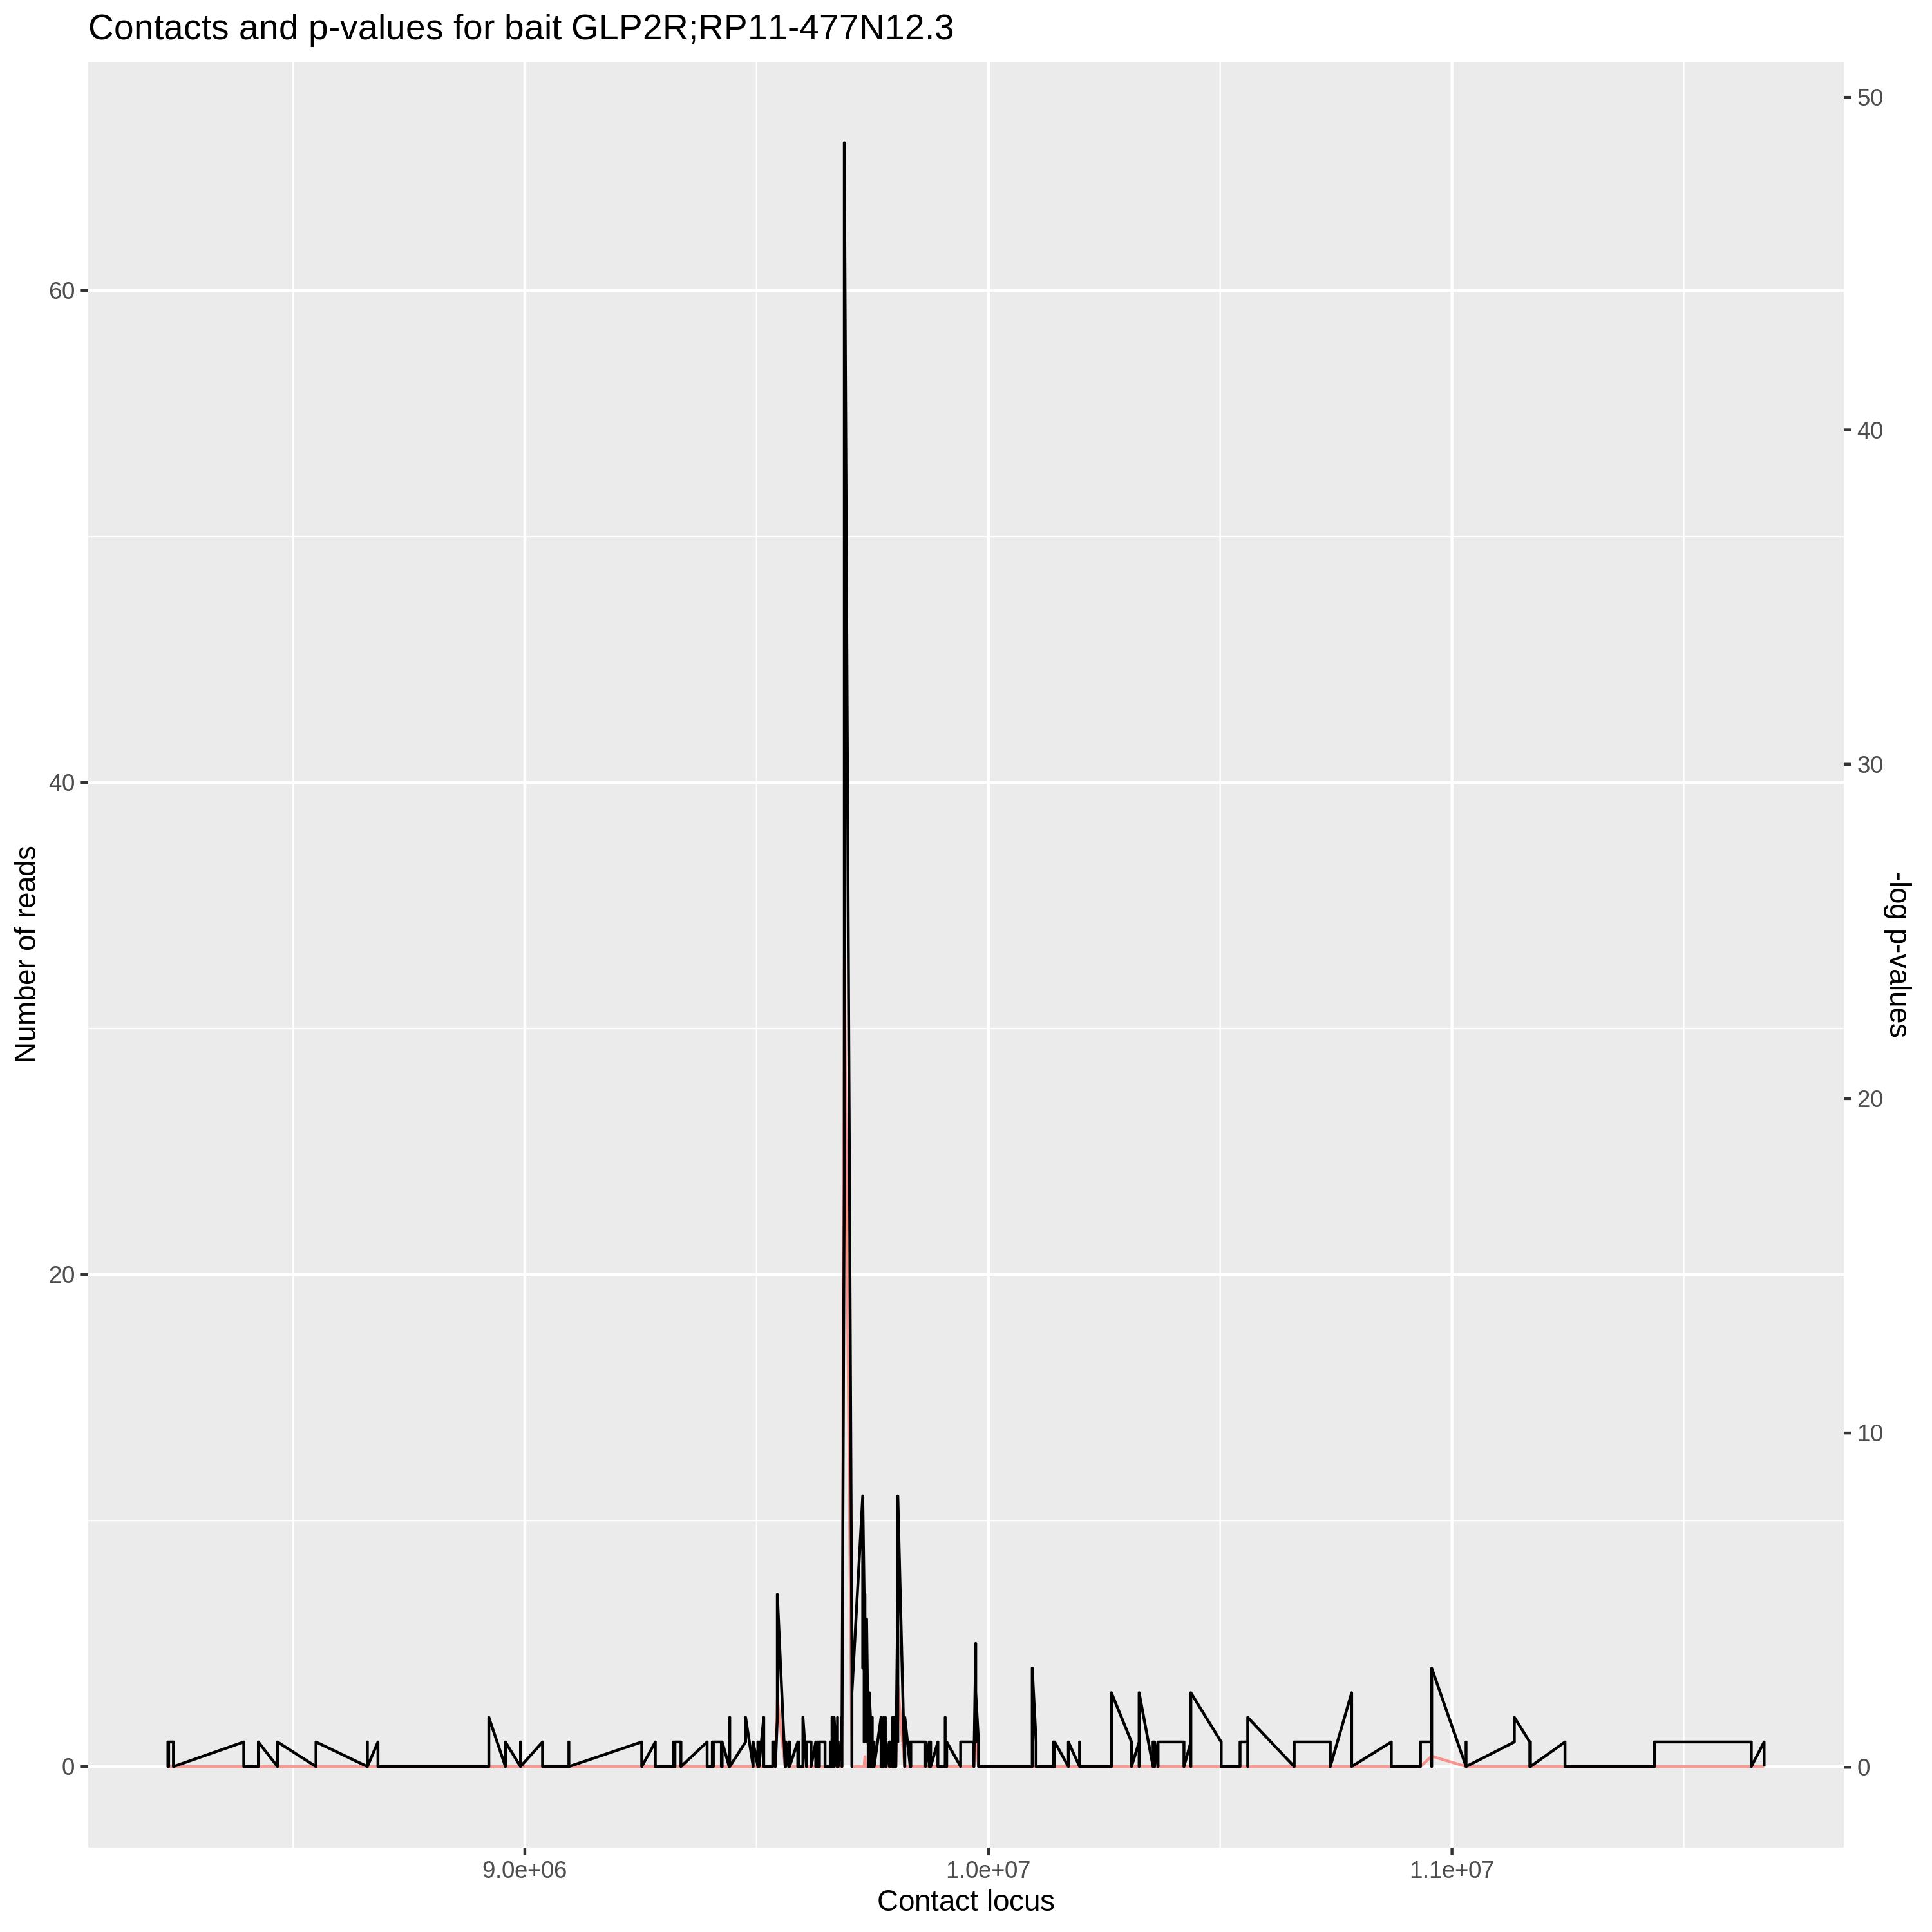 Contacts and p-values for bait GLP2R;RP11-477N12.3
Number of reads
60
40
20
0
50
40
30
20
10
0
-log p-values
9.0e+06 1.0e+07 1.1e+07
Contact locus